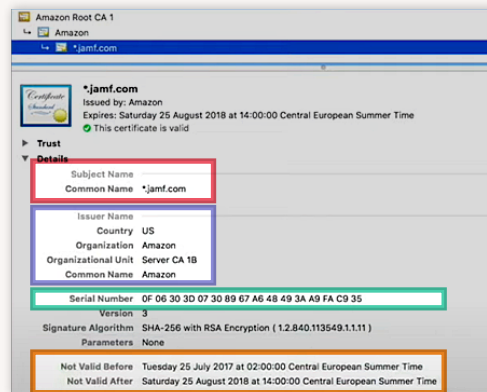 Amazon Root CA 1
Amazon
*.jamf.com
Certificate
Standard
*.jamf.com
Issued by: Amazon
Expires: Saturday 25 August 2018 at 14:00:00 Central European Summer Time
This certificate is valid
Trust
Details
Subject Name
Common Name *.jamf.com
Issuer Name
Country US
Organization Amazon
Organizational Unit Server CA 1B
Common Name Amazon
Serial Number 0F 06 30 3D 07 30 89 67 A6 48 49 3A A9 FA C9 35
Version 3
Signature Algorithm SHA-256 with RSA Encryption ( 1.2.840.113549.1.1.11 )
Parameters None
Not Valid Before Tuesday 25 July 2017 at 02:00:00 Central European Summer Time
Not Valid After Saturday 25 August 2018 at 14:00:00 Central European Summer Time